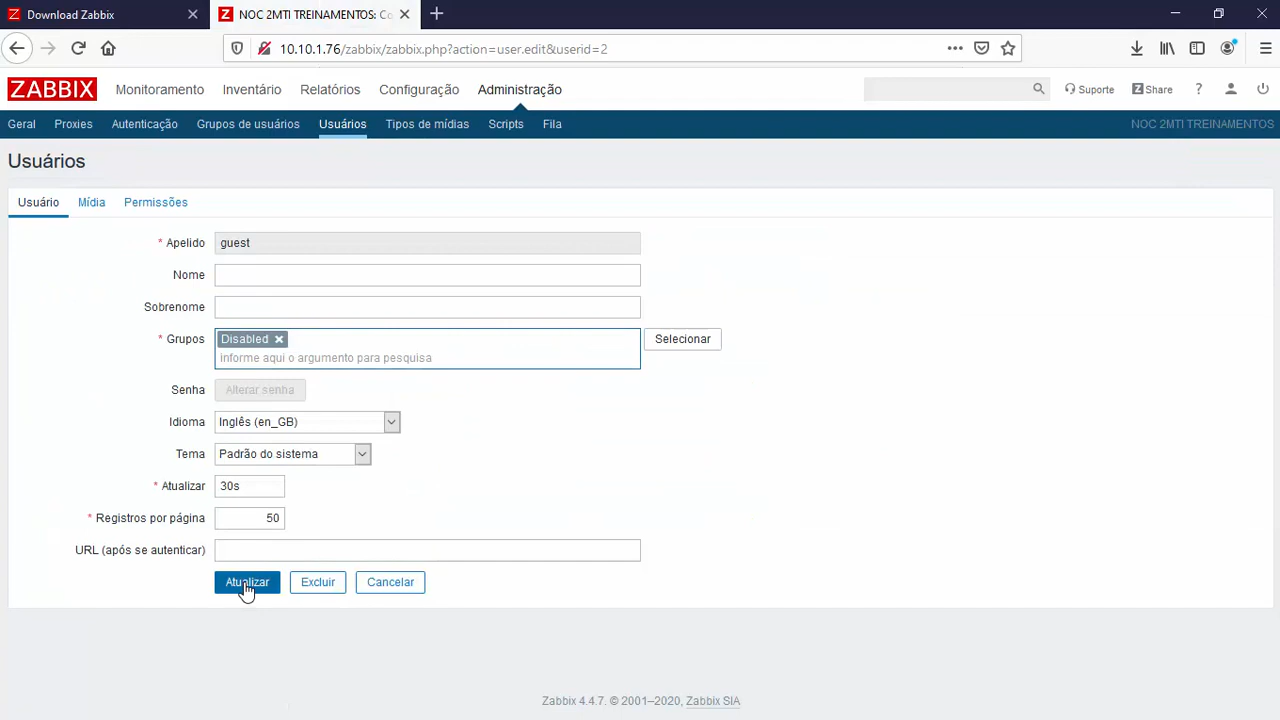 Download Zabbix
NOC 2MTI TREINAMENTOS: Co
10.10.1.76/zabbix/zabbix.php?action=user.edit&userid=2
ZABBIX Monitoramento Inventário Relatórios Configuração Administração Suporte Share ?
Geral Proxies Autenticação Grupos de usuários Usuários Tipos de mídias Scripts Fila NOC 2MTI TREINAMENTOS
Usuários
Usuário Mídia Permissões
* Apelido guest
Nome
Sobrenome
* Grupos Disabled Selecionar
informe aqui o argumento para pesquisa
Senha Alterar senha
Idioma Inglês (en_GB)
Tema Padrão do sistema
* Atualizar 30s
* Registros por página 50
URL (após se autenticar)
Atualizar Excluir Cancelar
Zabbix 4.4.7. © 2001–2020, Zabbix SIA